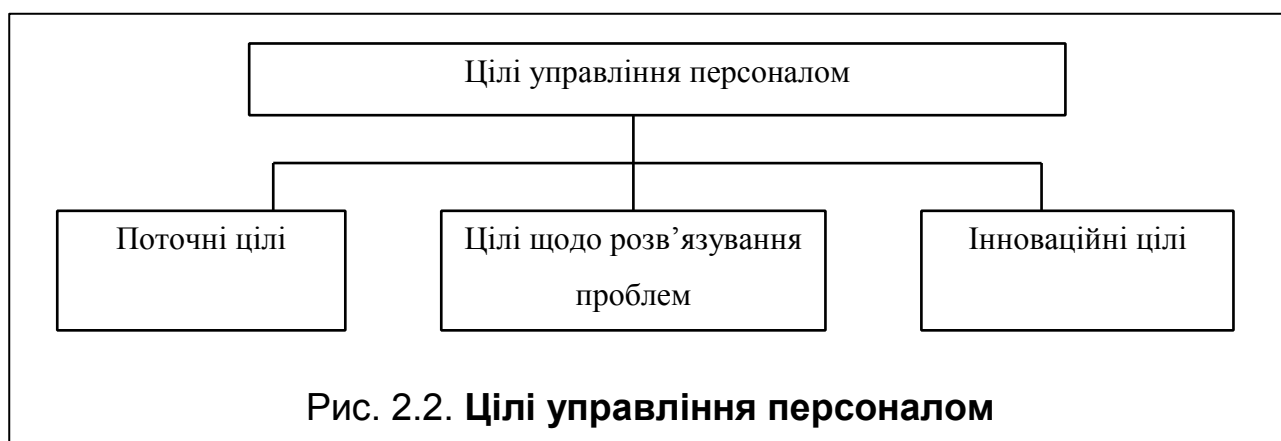 Цілі управління персоналом
Поточні цілі
Цілі щодо розв’язування
проблем
Інноваційні цілі
Рис. 2.2. Цілі управління персоналом